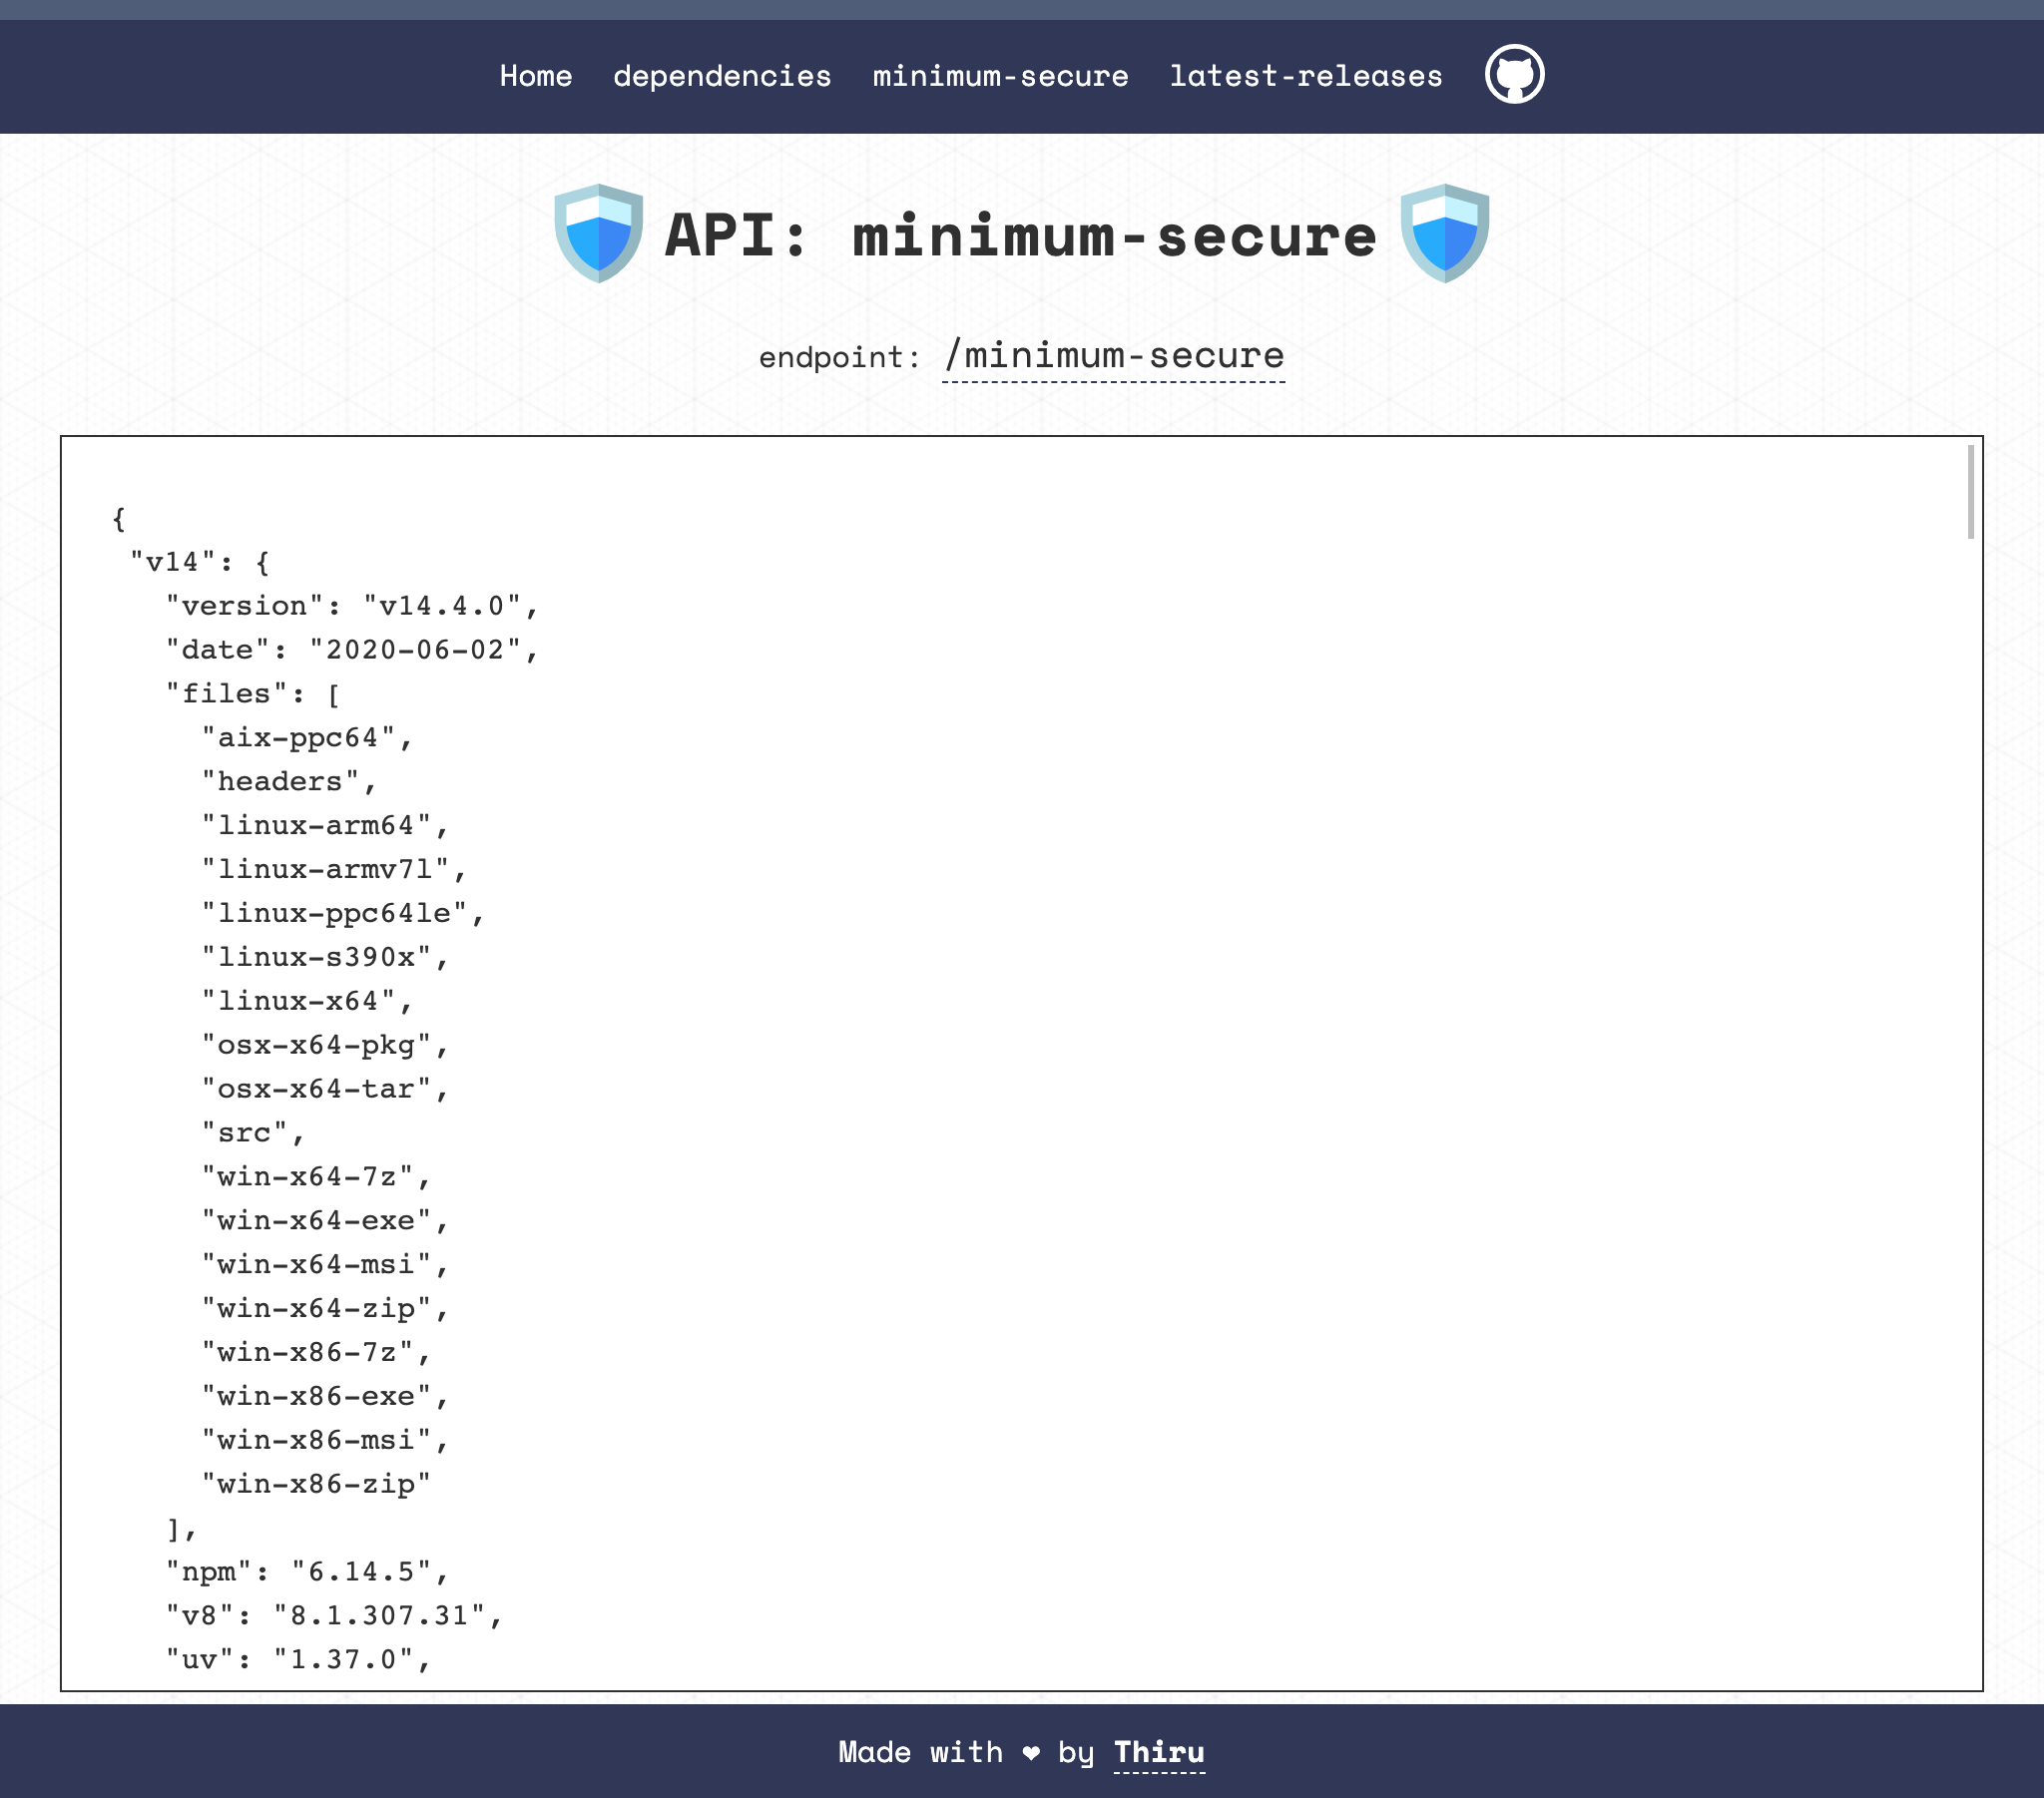 Home dependencies minimum-secure latest-releases
API: minimum-secure
endpoint: /minimum-secure
{
"v14": {
"version": "v14.4.0",
"date": "2020-06-02",
"files": [
"aix-ppc64",
"headers",
"linux-arm64",
"linux-armv7l",
"linux-ppc64le",
"linux-s390x",
"linux-x64",
"osx-x64-pkg",
"osx-x64-tar",
"src",
"win-x64-7z",
"win-x64-exe",
"win-x64-msi",
"win-x64-zip",
"win-x86-7z",
"win-x86-exe",
"win-x86-msi",
"win-x86-zip"
],
"npm": "6.14.5",
"v8": "8.1.307.31",
"uv": "1.37.0",
Made with ❤ by Thiru